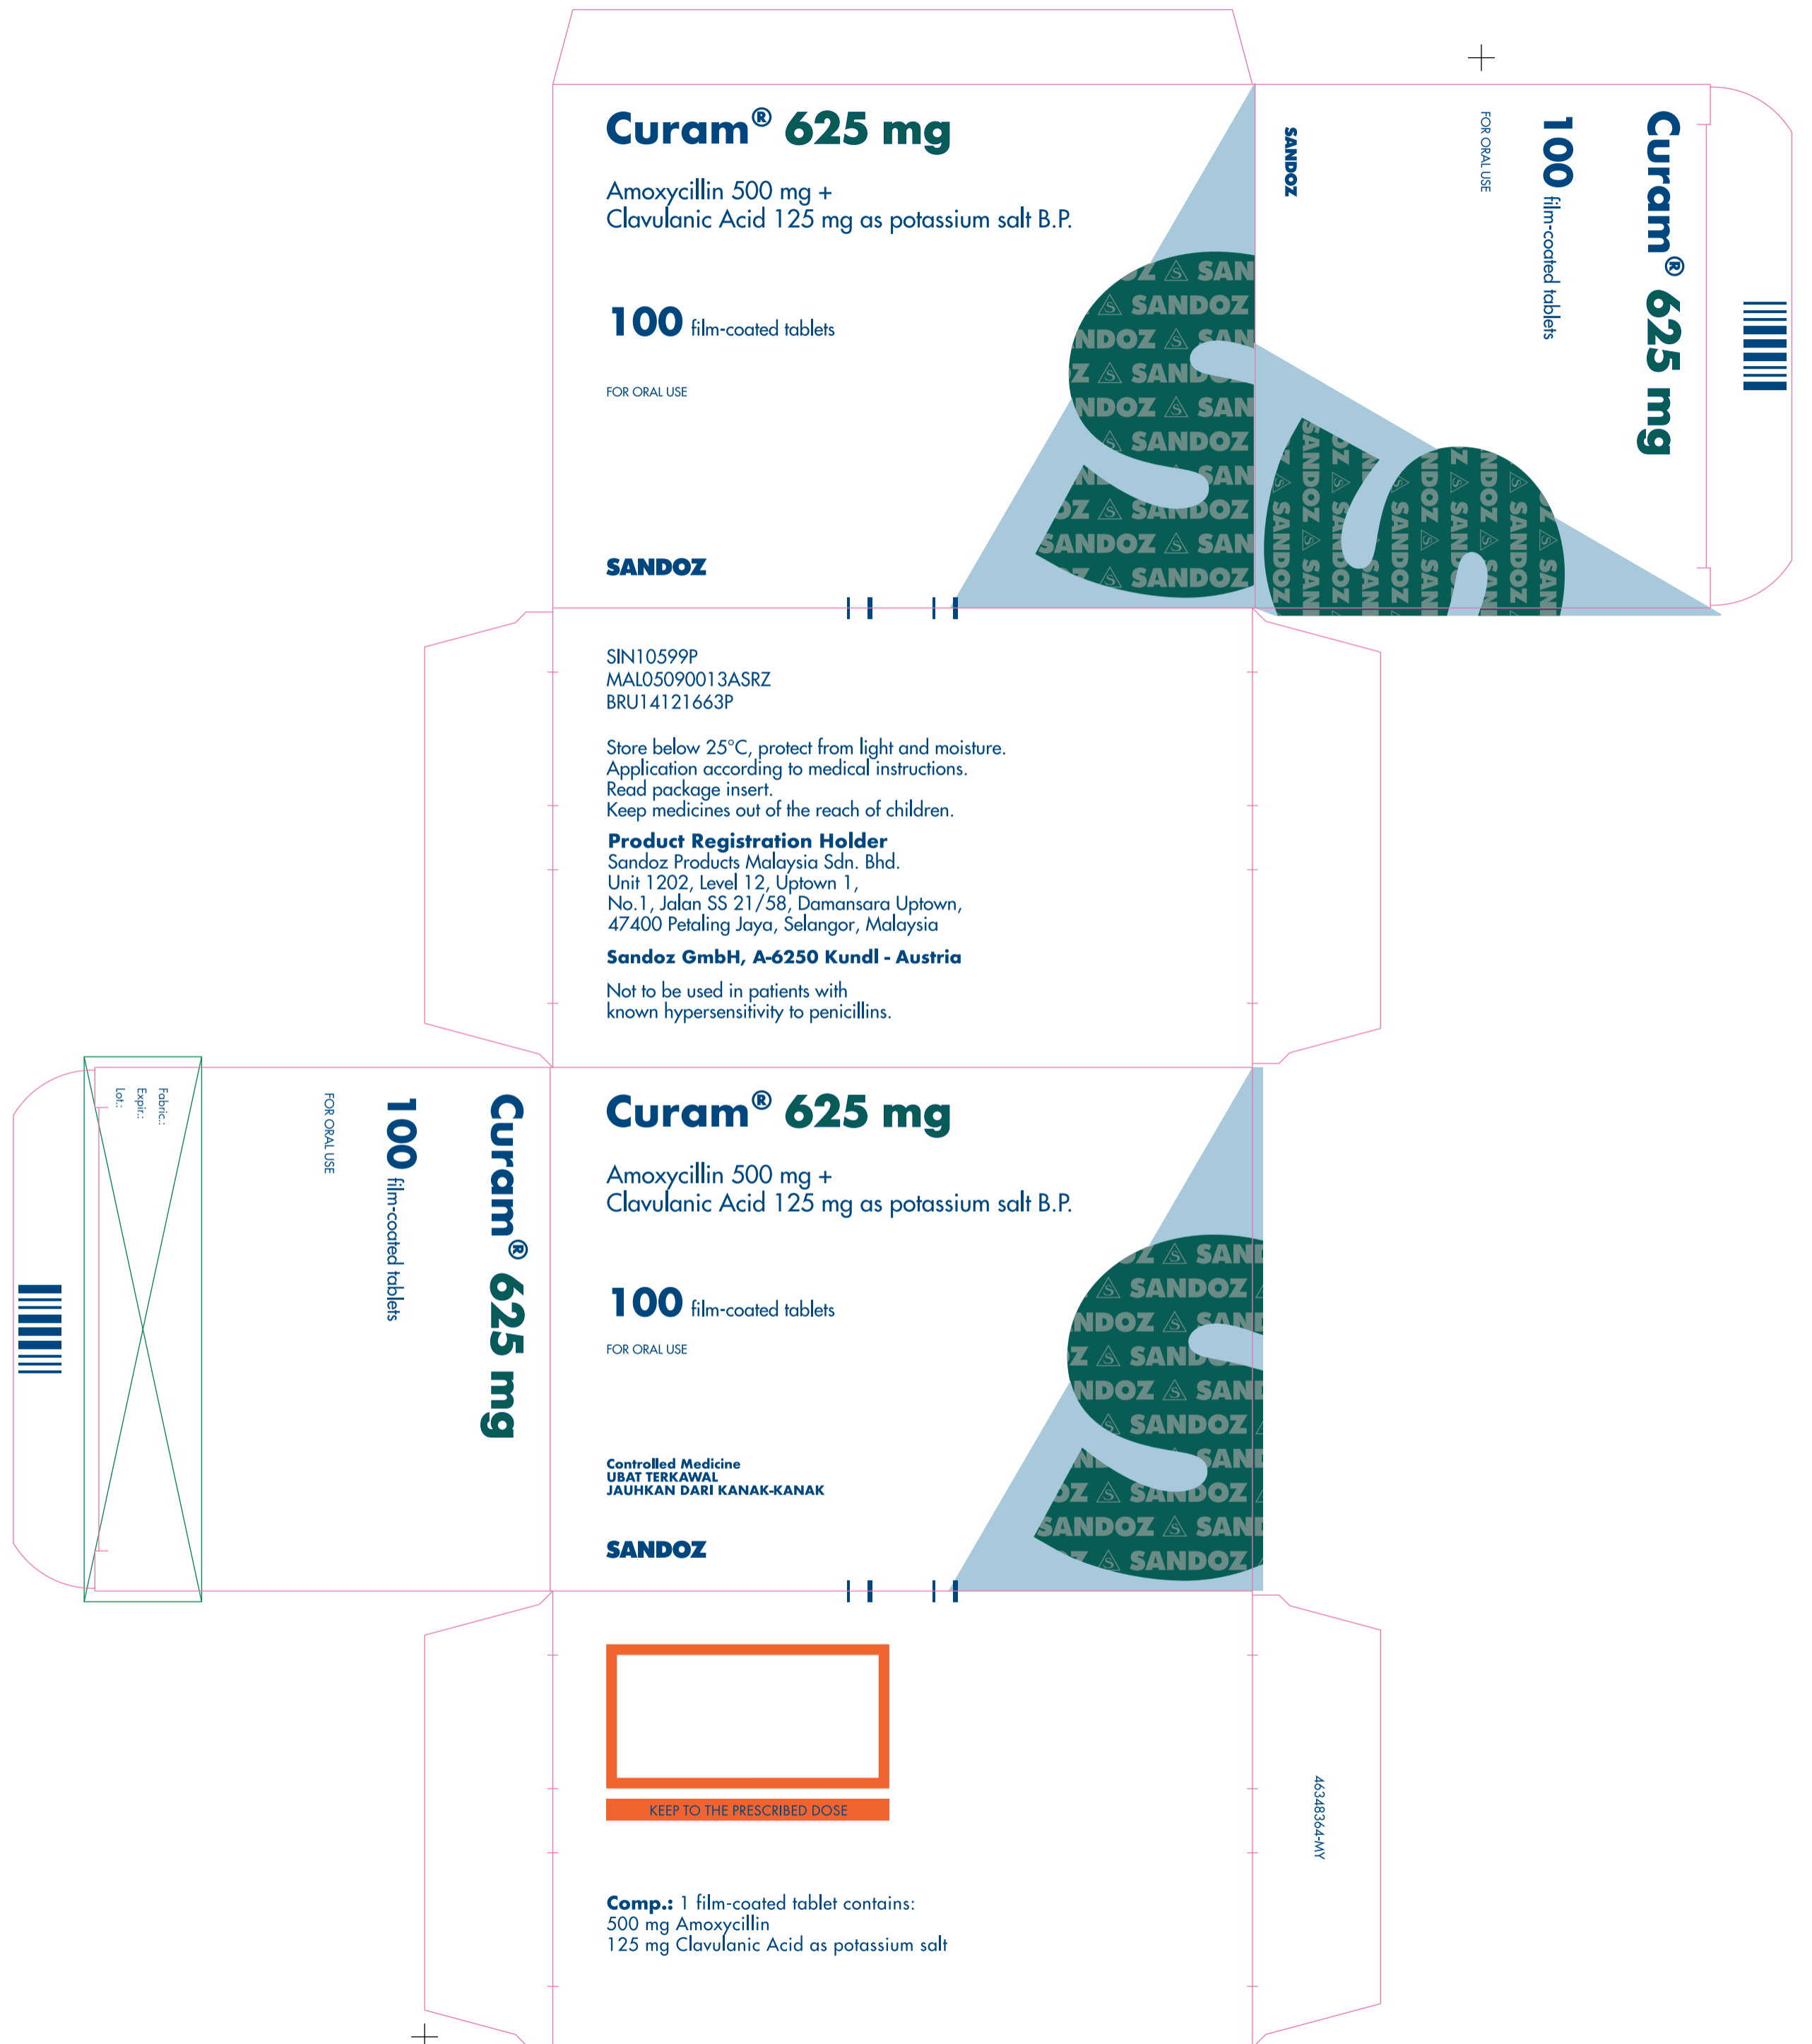 Curam® 625 mg
Amoxycillin 500 mg +
Clavulanic Acid 125 mg as potassium salt B.P.
100 film-coated tablets
FOR ORAL USE
SANDOZ
SANDOZ
FOR ORAL USE
100 film-coated tablets
Curam® 625 mg
SIN10599P
MAL05090013ASRZ
BRU14121663P
Store below 25°C, protect from light and moisture.
Application according to medical instructions.
Read package insert.
Keep medicines out of the reach of children.
Product Registration Holder
Sandoz Products Malaysia Sdn. Bhd.
Unit 1202, Level 12, Uptown 1,
No.1, Jalan SS 21/58, Damansara Uptown,
47400 Petaling Jaya, Selangor, Malaysia
Sandoz GmbH, A-6250 Kundl - Austria
Not to be used in patients with
known hypersensitivity to penicillins.
Fabric.:
Expir.:
Lot.:
FOR ORAL USE
100 film-coated tablets
Curam® 625 mg
Curam® 625 mg
Amoxycillin 500 mg +
Clavulanic Acid 125 mg as potassium salt B.P.
100 film-coated tablets
FOR ORAL USE
Controlled Medicine
UBAT TERKAWAL
JAUHKAN DARI KANAK-KANAK
SANDOZ
KEEP TO THE PRESCRIBED DOSE
46348364-MY
Comp.: 1 film-coated tablet contains:
500 mg Amoxycillin
125 mg Clavulanic Acid as potassium salt